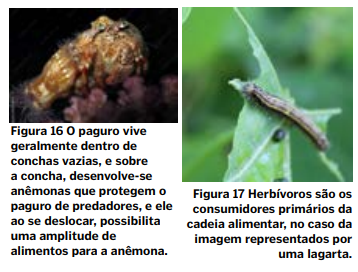 Figura 16 O paguro vive
geralmente dentro de
conchas vazias, e sobre
a concha, desenvolve-se
anêmonas que protegem o
paguro de predadores, e ele
ao se deslocar, possibilita
uma amplitude de
alimentos para a anêmona.
Figura 17 Herbívoros são os
consumidores primários da
cadeia alimentar, no caso da
imagem representados por
uma lagarta.